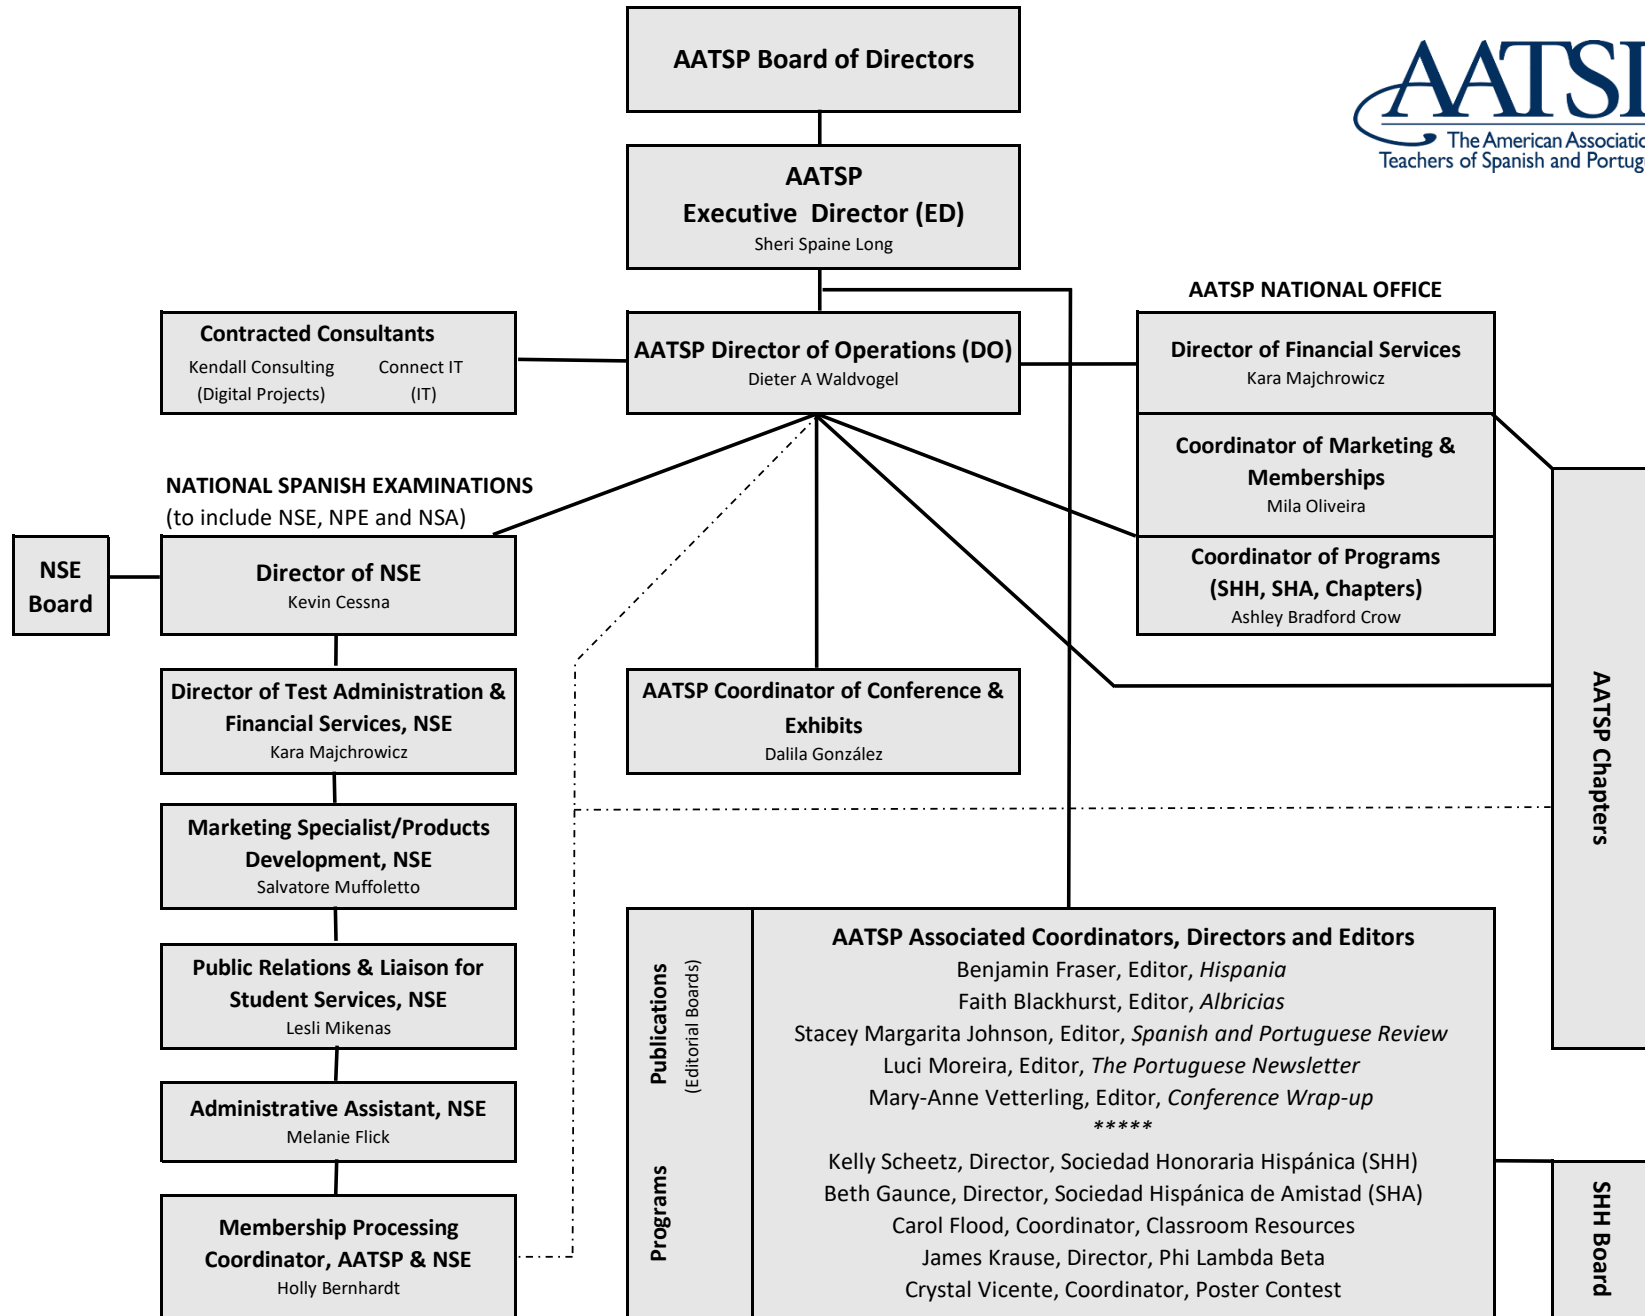 AATSP Board of Directors
AATSP
The American Associatio
Teachers of Spanish and Portug
AATSP
Executive Director (ED)
Sheri Spaine Long
AATSP NATIONAL OFFICE
Contracted Consultants
Kendall Consulting
(Digital Projects)
Connect IT
(IT)
AATSP Director of Operations (DO)
Dieter A Waldvogel
Director of Financial Services
Kara Majchrowicz
Coordinator of Marketing &
Memberships
Mila Oliveira
Coordinator of Programs
(SHH, SHA, Chapters)
Ashley Bradford Crow
NATIONAL SPANISH EXAMINATIONS
(to include NSE, NPE and NSA)
NSE
Board
Director of NSE
Kevin Cessna
Director of Test Administration &
Financial Services, NSE
Kara Majchrowicz
AATSP Coordinator of Conference &
Exhibits
Dalila González
AATSP Chapters
Marketing Specialist/Products
Development, NSE
Salvatore Muffoletto
Public Relations & Liaison for
Student Services, NSE
Lesli Mikenas
Administrative Assistant, NSE
Melanie Flick
Membership Processing
Coordinator, AATSP & NSE
Holly Bernhardt
Publications
(Editorial Boards)
Programs
AATSP Associated Coordinators, Directors and Editors
Benjamin Fraser, Editor, Hispania
Faith Blackhurst, Editor, Albricias
Stacey Margarita Johnson, Editor, Spanish and Portuguese Review
Luci Moreira, Editor, The Portuguese Newsletter
Mary-Anne Vetterling, Editor, Conference Wrap-up
*****
Kelly Scheetz, Director, Sociedad Honoraria Hispánica (SHH)
Beth Gaunce, Director, Sociedad Hispánica de Amistad (SHA)
Carol Flood, Coordinator, Classroom Resources
James Krause, Director, Phi Lambda Beta
Crystal Vicente, Coordinator, Poster Contest
SHH Board